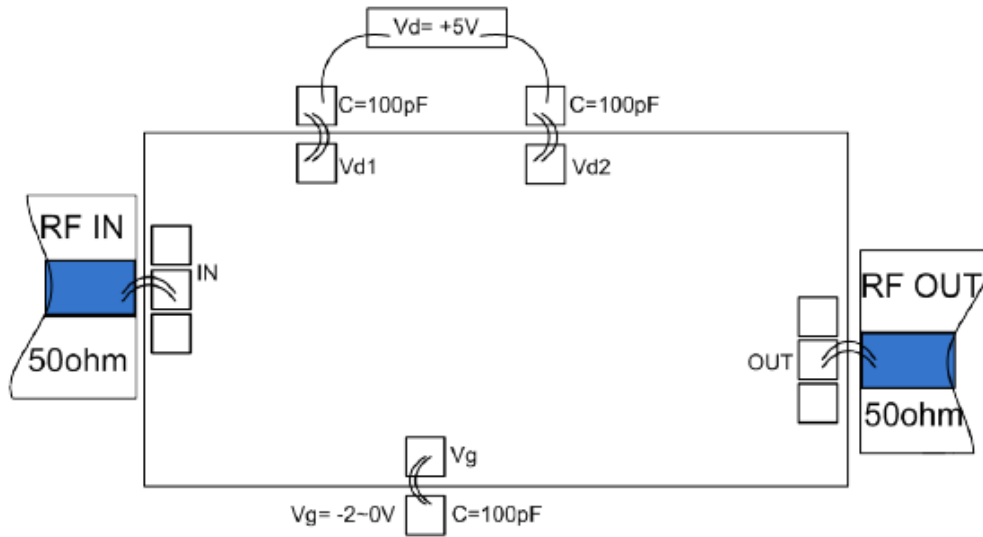 Vd= +5V
C=100pF
C=100pF
Vd1
Vd2
RF IN
IN
50ohm
RF OUT
OUT
50ohm
Vg
Vg= -2~0V
C=100pF